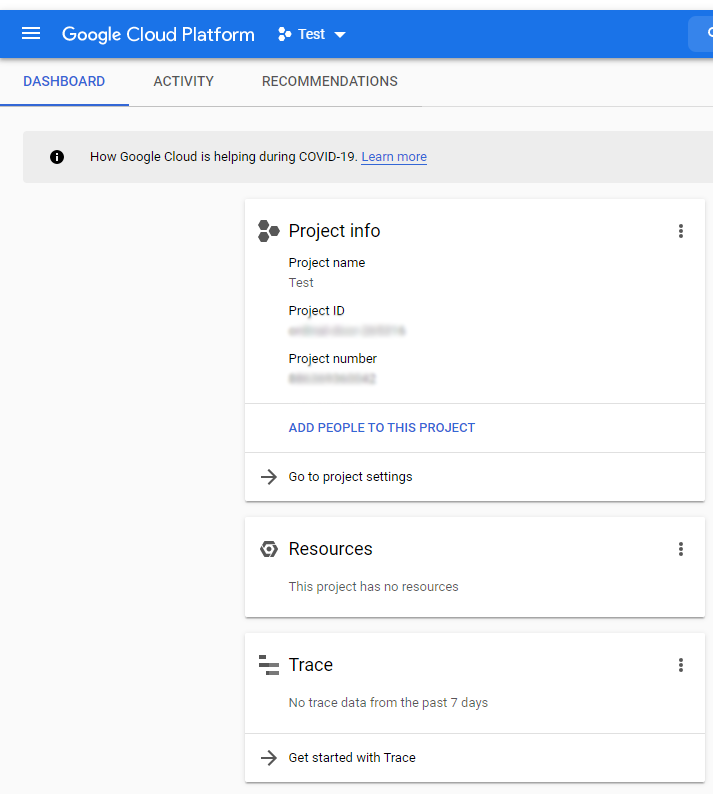 Google Cloud Platform Test
DASHBOARD ACTIVITY RECOMMENDATIONS
How Google Cloud is helping during COVID-19. Learn more
Project info
Project name
Test
Project ID
Project number
ADD PEOPLE TO THIS PROJECT
Go to project settings
Resources
This project has no resources
Trace
No trace data from the past 7 days
Get started with Trace